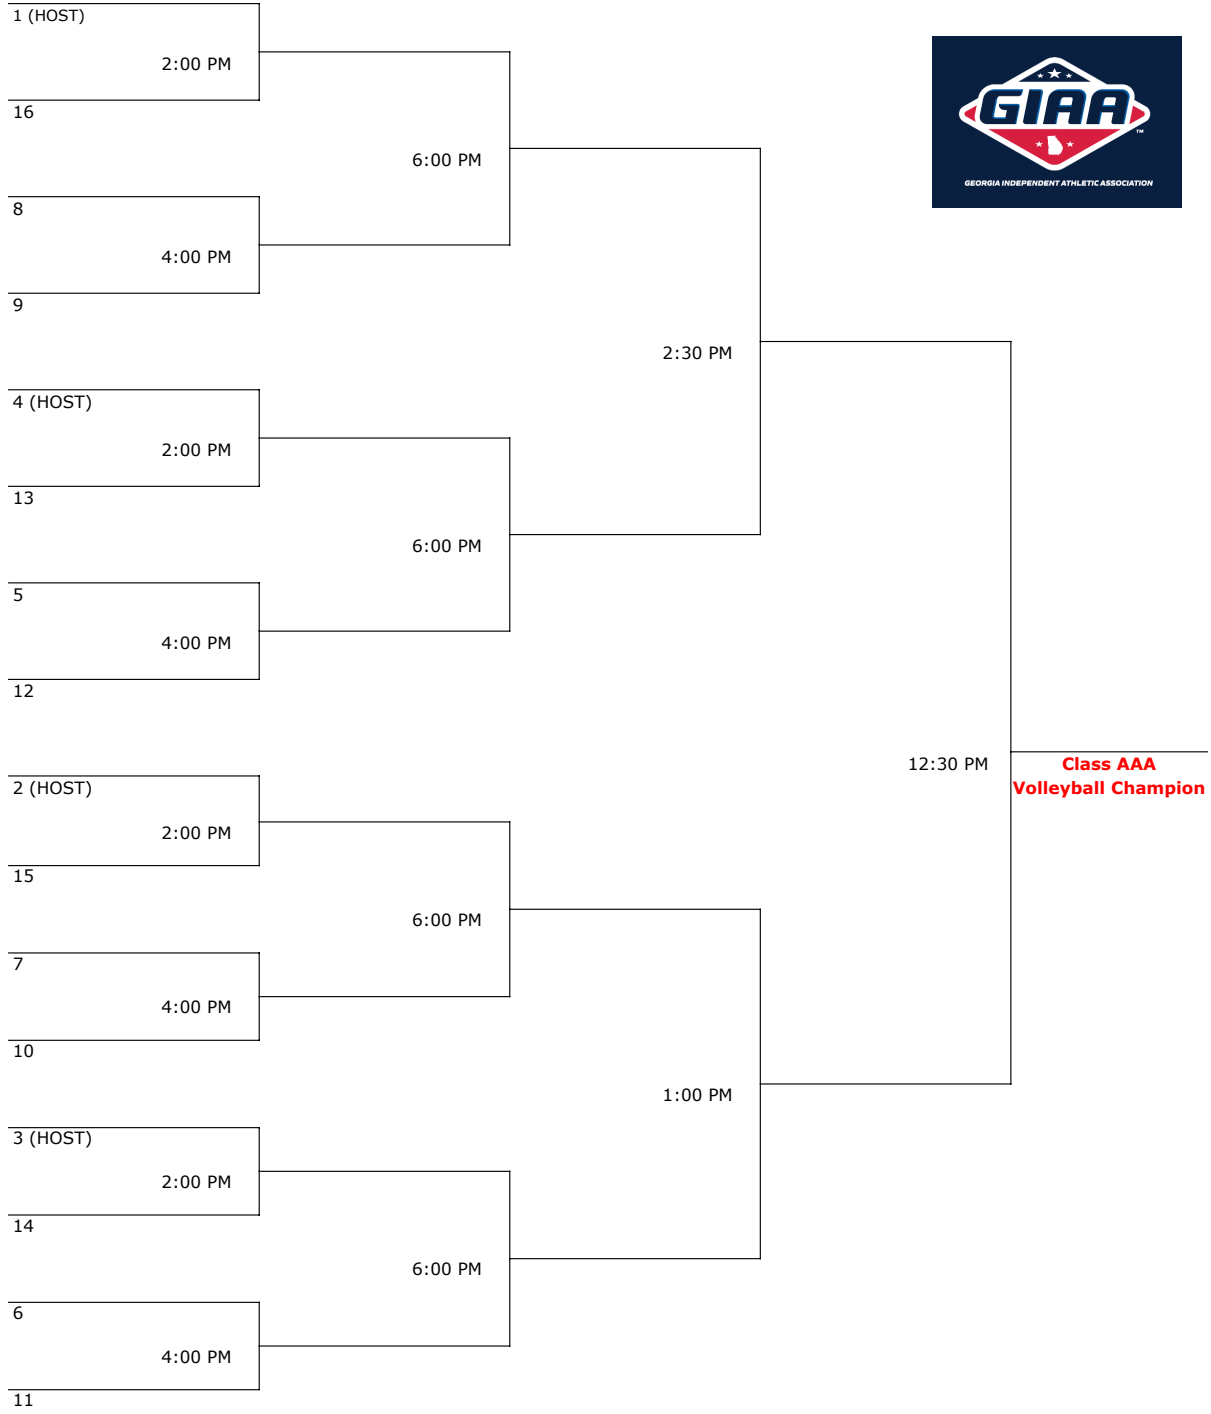 1 (HOST)
2:00 PM
16
6:00 PM
8
4:00 PM
9
2:30 PM
4 (HOST)
2:00 PM
13
6:00 PM
5
4:00 PM
12
12:30 PM
Class AAA
Volleyball Champion
2 (HOST)
2:00 PM
15
6:00 PM
7
4:00 PM
10
1:00 PM
3 (HOST)
2:00 PM
14
6:00 PM
6
4:00 PM
11
GIAA
TM
GEORGIA INDEPENDENT ATHLETIC ASSOCIATION